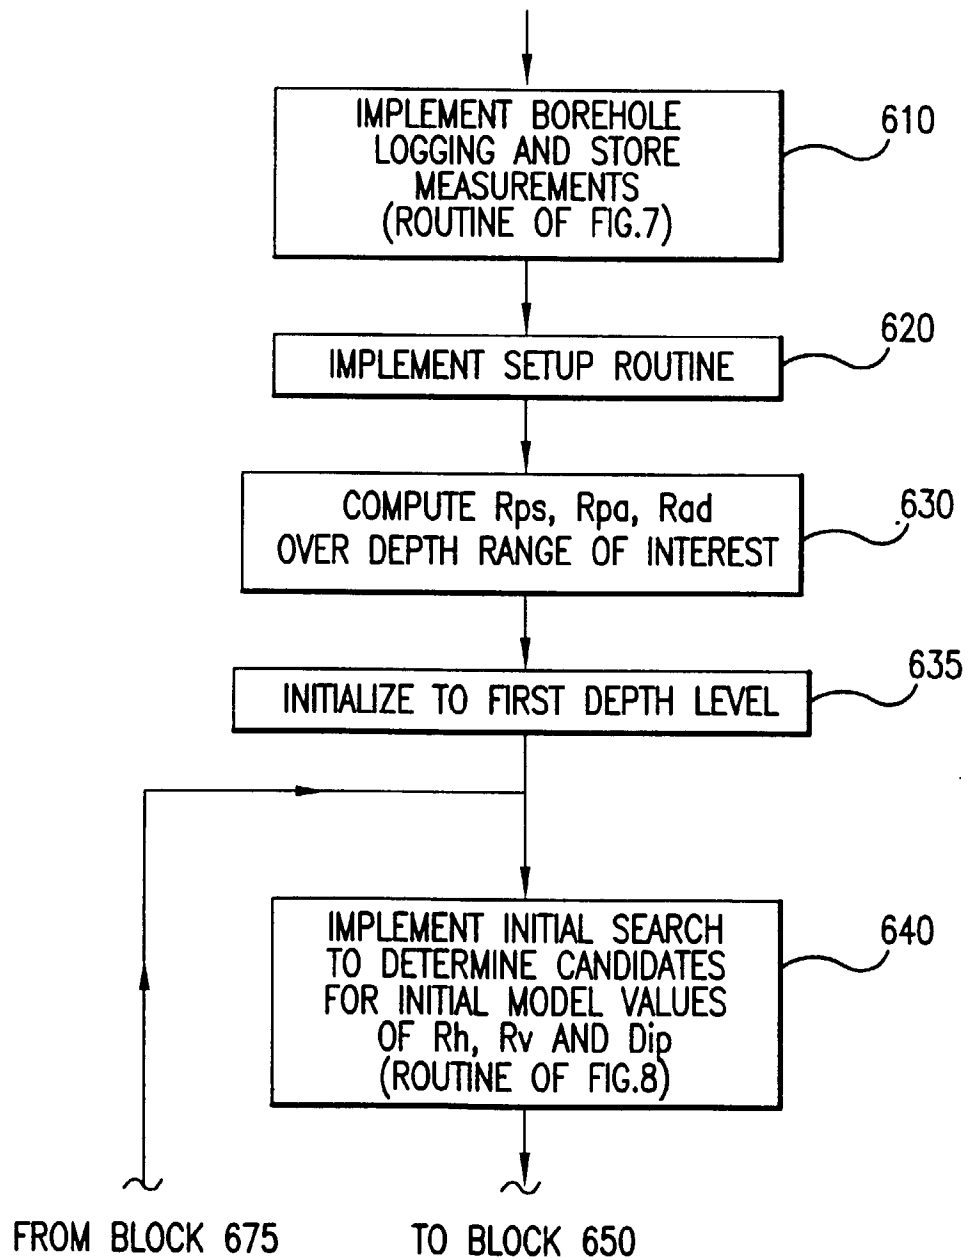 IMPLEMENT BOREHOLE
LOGGING AND STORE
MEASUREMENTS
(ROUTINE OF FIG.7)
610
IMPLEMENT SETUP ROUTINE
620
COMPUTE Rps, Rpa, Rad
OVER DEPTH RANGE OF INTEREST
630
INITIALIZE TO FIRST DEPTH LEVEL
635
IMPLEMENT INITIAL SEARCH
TO DETERMINE CANDIDATES
FOR INITIAL MODEL VALUES
OF Rh, Rv AND Dip
(ROUTINE OF FIG.8)
640
FROM BLOCK 675
TO BLOCK 650